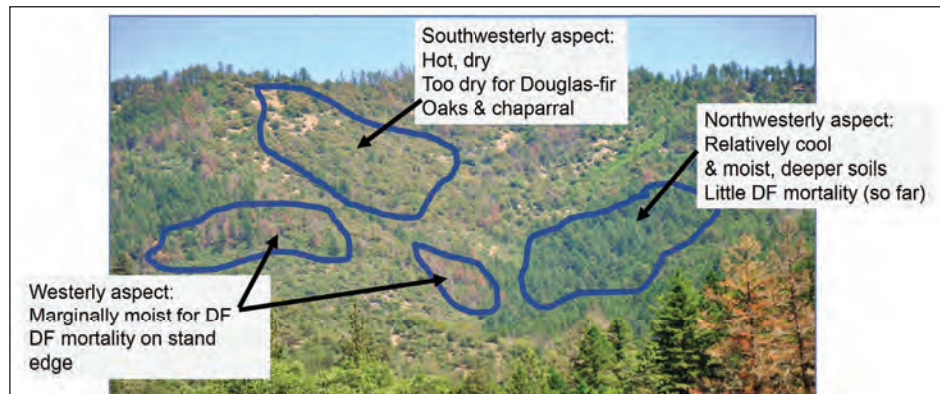 Southwesterly aspect:
Hot, dry
Too dry for Douglas-fir
Oaks & chaparral
Northwesterly aspect:
Relatively cool
& moist, deeper soils
Little DF mortality (so far)
Westerly aspect:
Marginally moist for DF
DF mortality on stand
edge